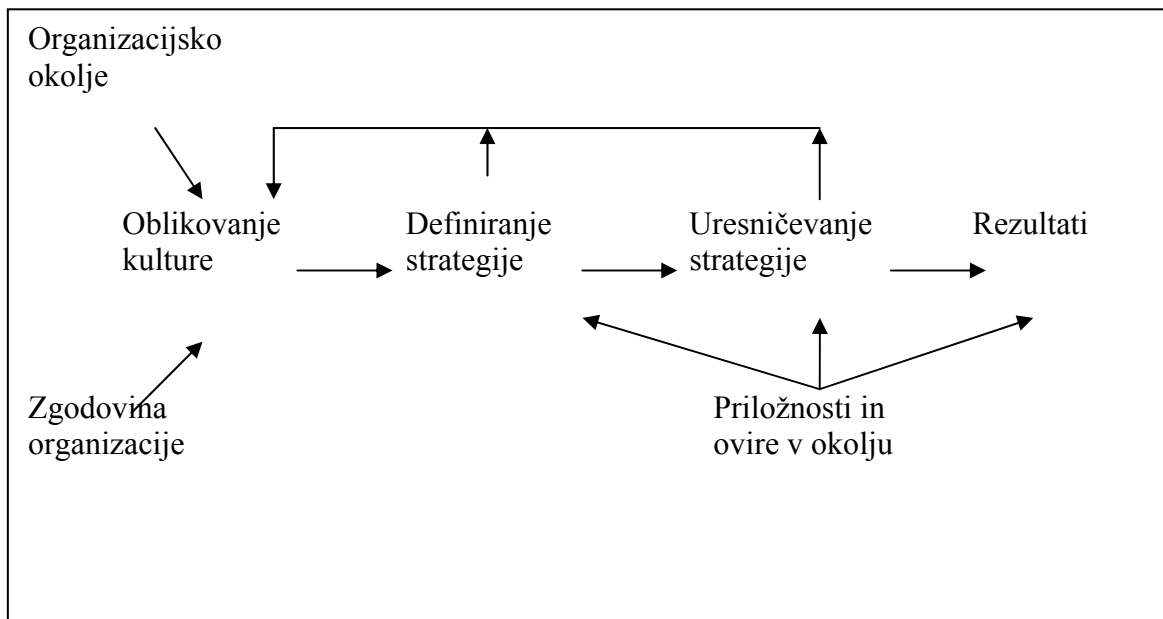 Organizacijsko
okolje
Oblikovanje
kulture
Definiranje
strategije
Uresničevanje
strategije
Rezultati
Zgodovina
organizacije
Priložnosti in
ovire v okolju